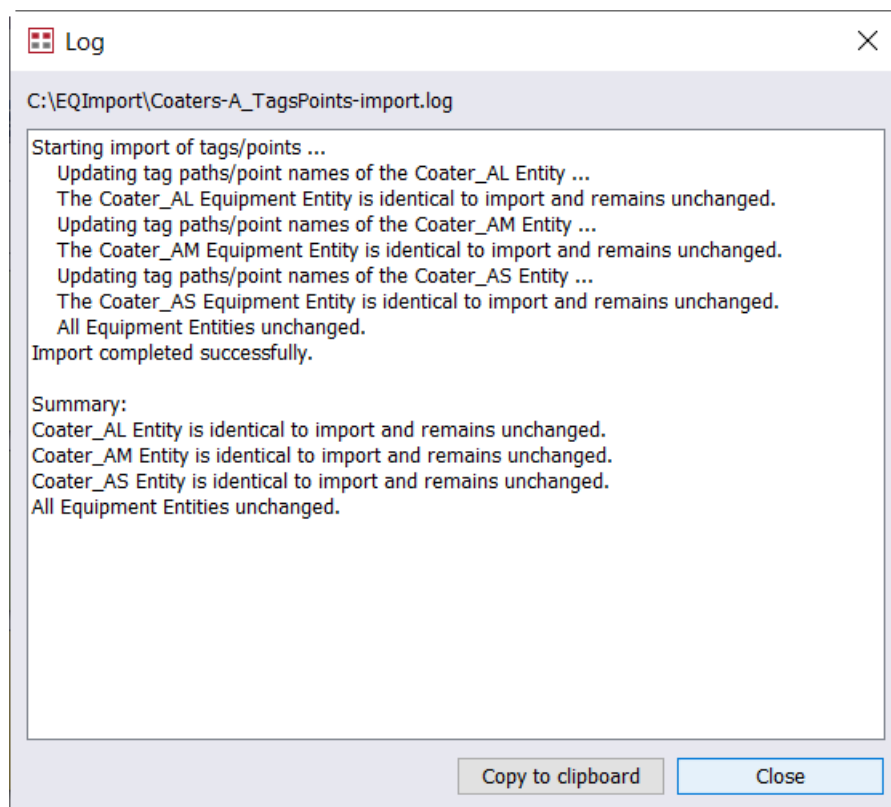 Log
C:\EQImport\Coaters-A_TagsPoints-import.log
Starting import of tags/points ...
Updating tag paths/point names of the Coater_AL Entity ...
The Coater_AL Equipment Entity is identical to import and remains unchanged.
Updating tag paths/point names of the Coater_AM Entity ...
The Coater_AM Equipment Entity is identical to import and remains unchanged.
Updating tag paths/point names of the Coater_AS Entity ...
The Coater_AS Equipment Entity is identical to import and remains unchanged.
All Equipment Entities unchanged.
Import completed successfully.
Summary:
Coater_AL Entity is identical to import and remains unchanged.
Coater_AM Entity is identical to import and remains unchanged.
Coater_AS Entity is identical to import and remains unchanged.
All Equipment Entities unchanged.
Copy to clipboard
Close